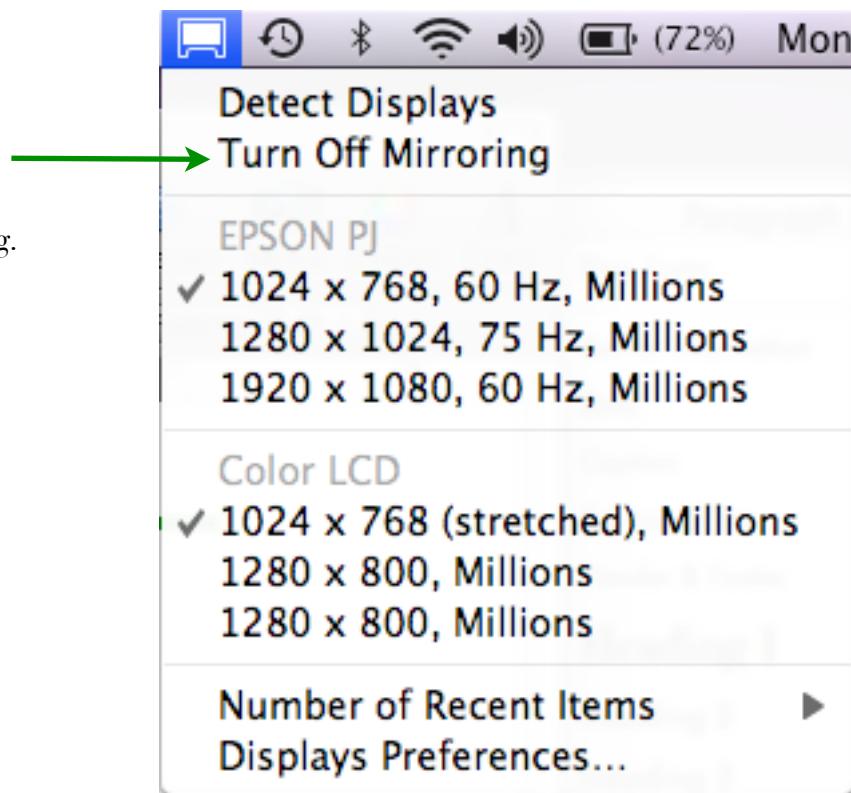 (72%) Mon
Detect Displays
Turn Off Mirroring
g.
EPSON PJ
✓ 1024 x 768, 60 Hz, Millions
1280 x 1024, 75 Hz, Millions
1920 x 1080, 60 Hz, Millions
Color LCD
✓ 1024 x 768 (stretched), Millions
1280 x 800, Millions
1280 x 800, Millions
Number of Recent Items
Displays Preferences...